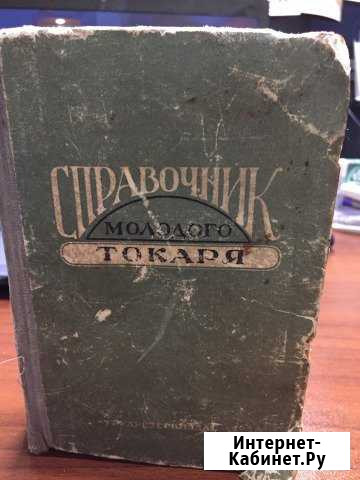 СПРАВОЧНИК
МОЛОДОГО
ТОКАРЯ
Интернет-
Кабинет.Ру